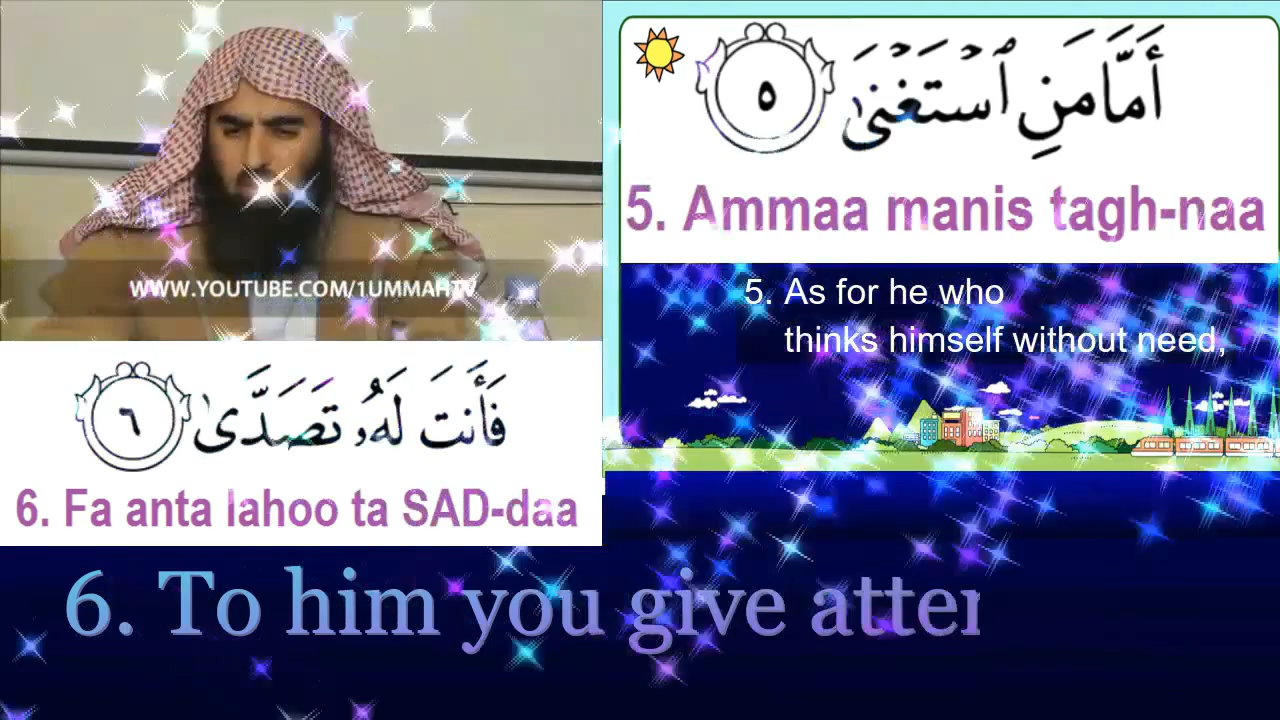 أَمَّا مَنِ ٱسْتَغْنَىٰ ٥
5. Ammaa manis tagh-naa
5. As for he who
thinks himself without need,
WWW.YOUTUBE.COM/1UMMAHTV
فَأَنتَ لَهُۥ تَصَدَّىٰ ٦
6. Fa anta lahoo ta SAD-daa
6. To him you give atten